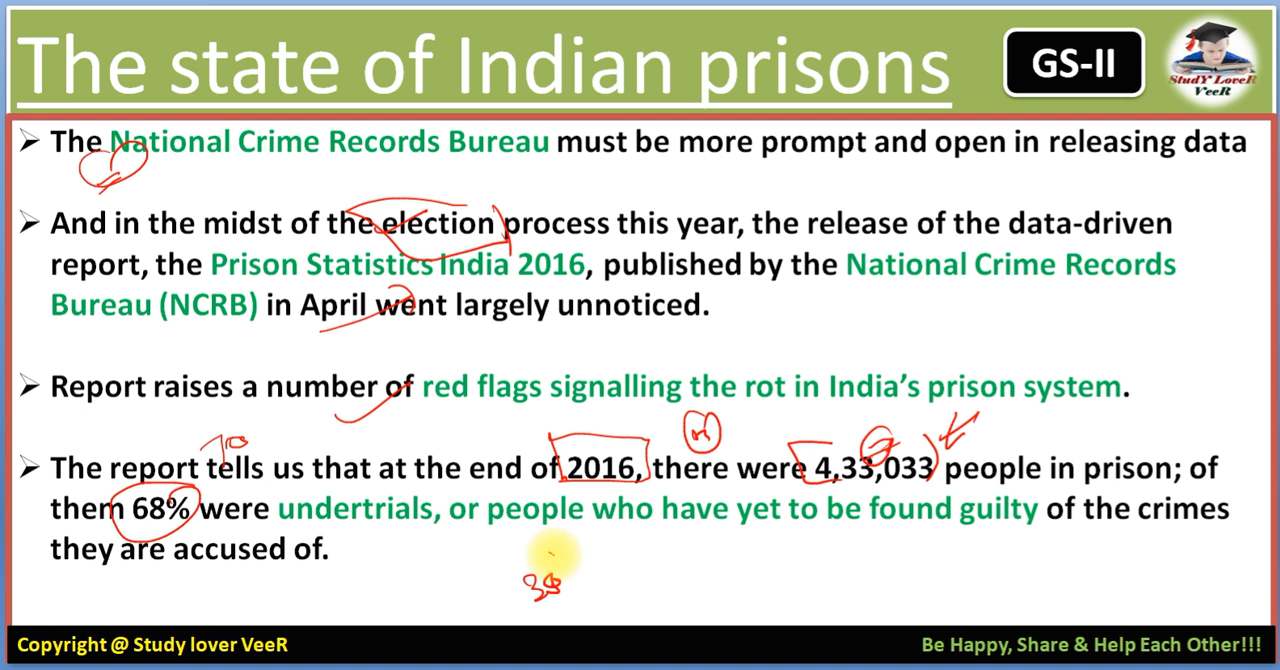 The state of Indian prisons
GS-II
StudY LoveR
VeeR
➢ The National Crime Records Bureau must be more prompt and open in releasing data
➢ And in the midst of the election process this year, the release of the data-driven
report, the Prison Statistics India 2016, published by the National Crime Records
Bureau (NCRB) in April went largely unnoticed.
➢ Report raises a number of red flags signalling the rot in India’s prison system.
➢ The report tells us that at the end of 2016, there were 4,33,033 people in prison; of
them 68% were undertrials, or people who have yet to be found guilty of the crimes
they are accused of.
Copyright @ Study lover VeeR
Be Happy, Share & Help Each Other!!!